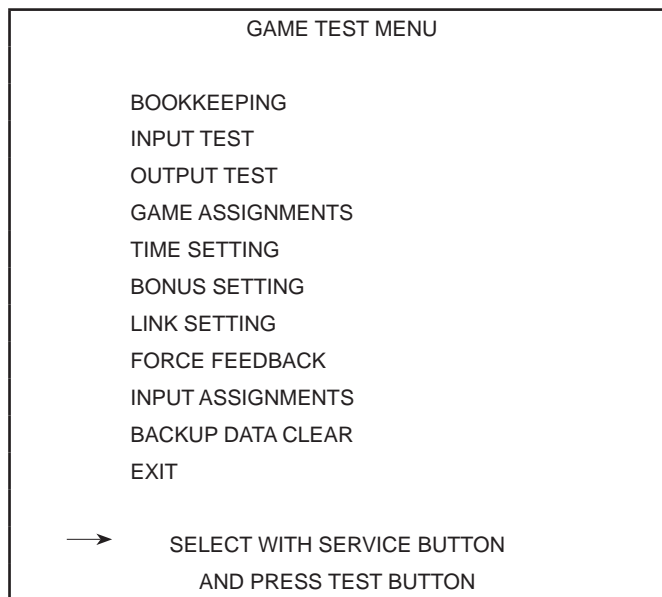 GAME TEST MENU
BOOKKEEPING
INPUT TEST
OUTPUT TEST
GAME ASSIGNMENTS
TIME SETTING
BONUS SETTING
LINK SETTING
FORCE FEEDBACK
INPUT ASSIGNMENTS
BACKUP DATA CLEAR
EXIT
→ SELECT WITH SERVICE BUTTON
AND PRESS TEST BUTTON